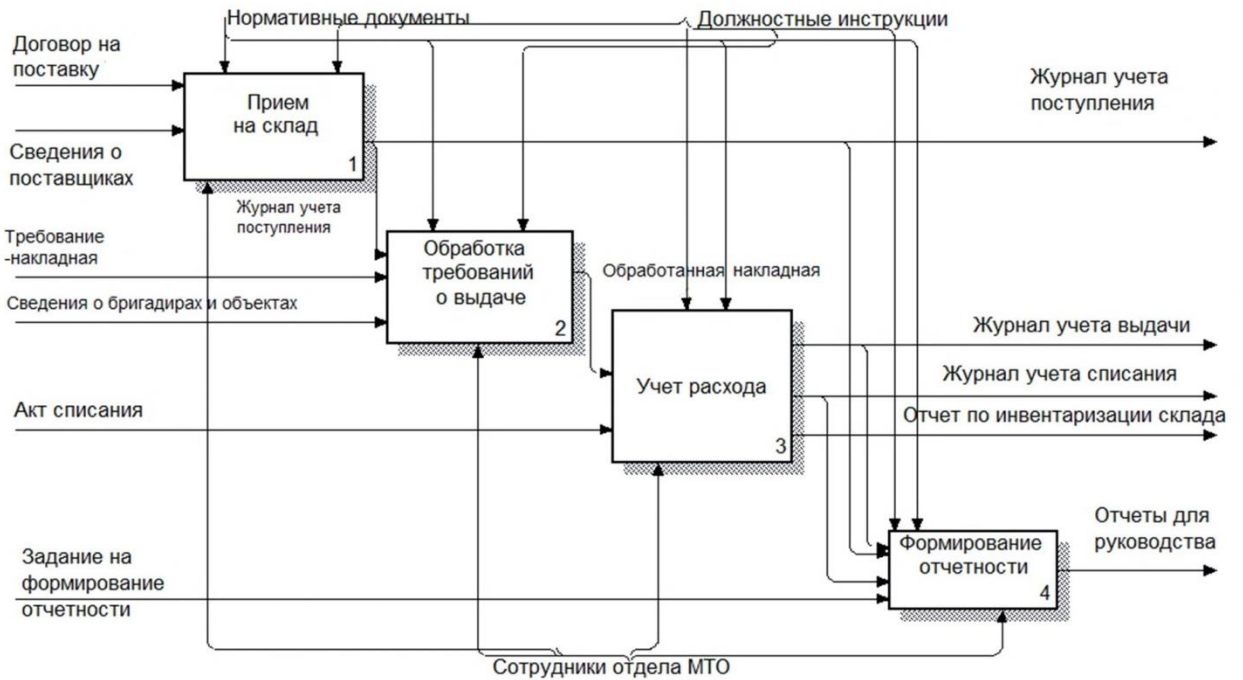 Нормативные документы
Должностные инструкции
Договор на
поставку
Прием
на склад
1
Журнал учета
поступления
Сведения о
поставщиках
Журнал учета
поступления
Требование
-накладная
Обработка
требований
о выдаче
2
Обработанная накладная
Сведения о бригадирах и объектах
Журнал учета выдачи
Учет расхода
3
Журнал учета списания
Акт списания
Отчет по инвентаризации склада
Отчеты для
руководства
Формирование
отчетности
4
Задание на
формирование
отчетности
Сотрудники отдела МТО